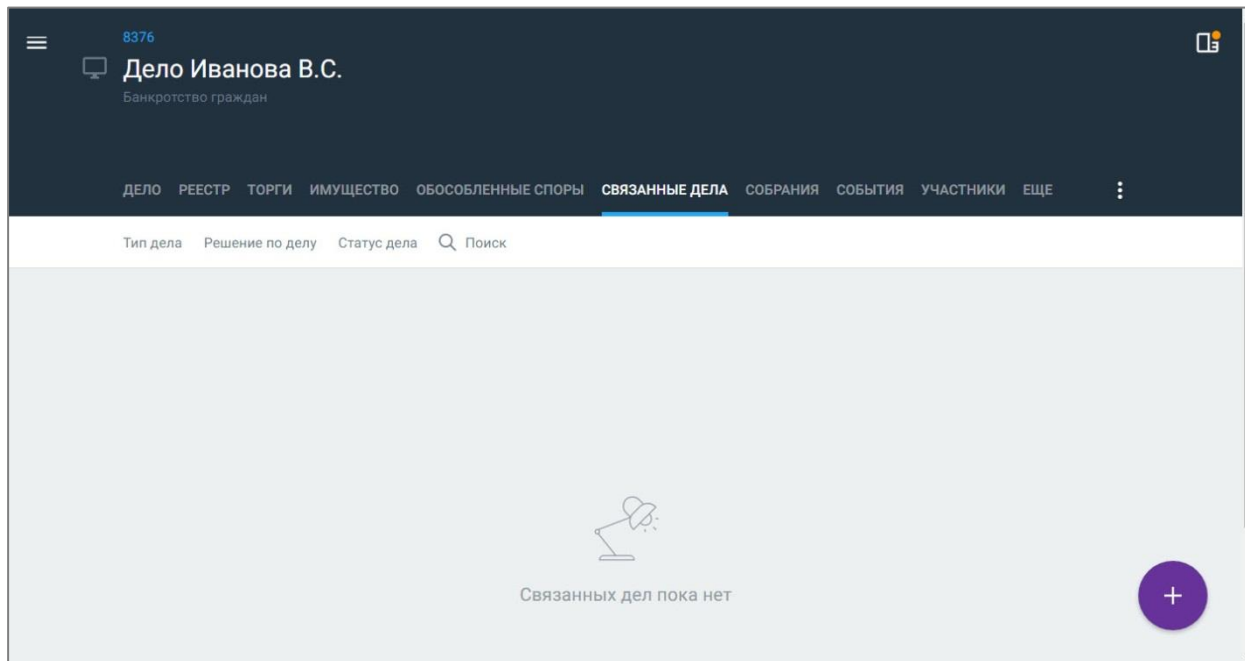 8376
Дело Иванова В.С.
Банкротство граждан
ДЕЛО РЕЕСТР ТОРГИ ИМУЩЕСТВО ОБОСОБЛЕННЫЕ СПОРЫ СВЯЗАННЫЕ ДЕЛА СОБРАНИЯ СОБЫТИЯ УЧАСТНИКИ ЕЩЕ
Тип дела Решение по делу Статус дела Поиск
Связанных дел пока нет